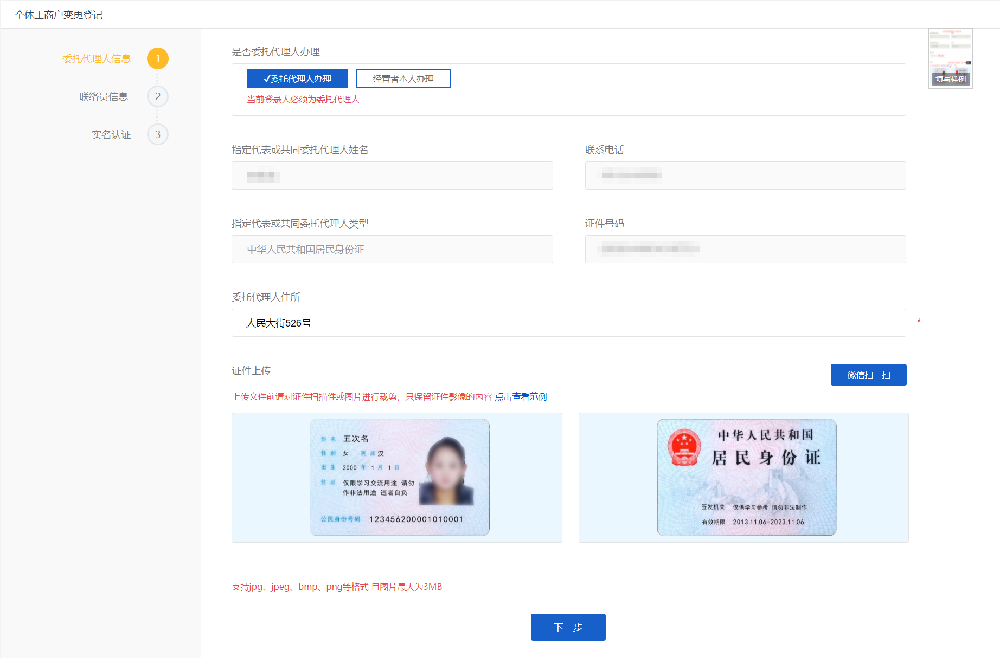 个体工商户变更登记
委托代理人信息 1
联络员信息 2
实名认证 3
是否委托代理人办理
✓委托代理人办理 经营者本人办理
当前登录人必须为委托代理人
填写样例
指定代表或共同委托代理人姓名 联系电话
指定代表或共同委托代理人类型 证件号码
中华人民共和国居民身份证
委托代理人住所
人民大街526号 *
证件上传 微信扫一扫
上传文件前请对证件扫描件或图片进行裁剪，只保留证件影像的内容 点击查看范例
姓名 五次名
性别 女 民族 汉
出生 2000 年 1 月 1 日
住址 仅限学习交流用途 请勿
作非法用途 违者自负
公民身份号码 123456200001010001
中华人民共和国
居民身份证
签发机关 仅供学习参考 请勿非法制作
有效期限 2013.11.06-2023.11.06
支持jpg、jpeg、bmp、png等格式 且图片最大为3MB
下一步